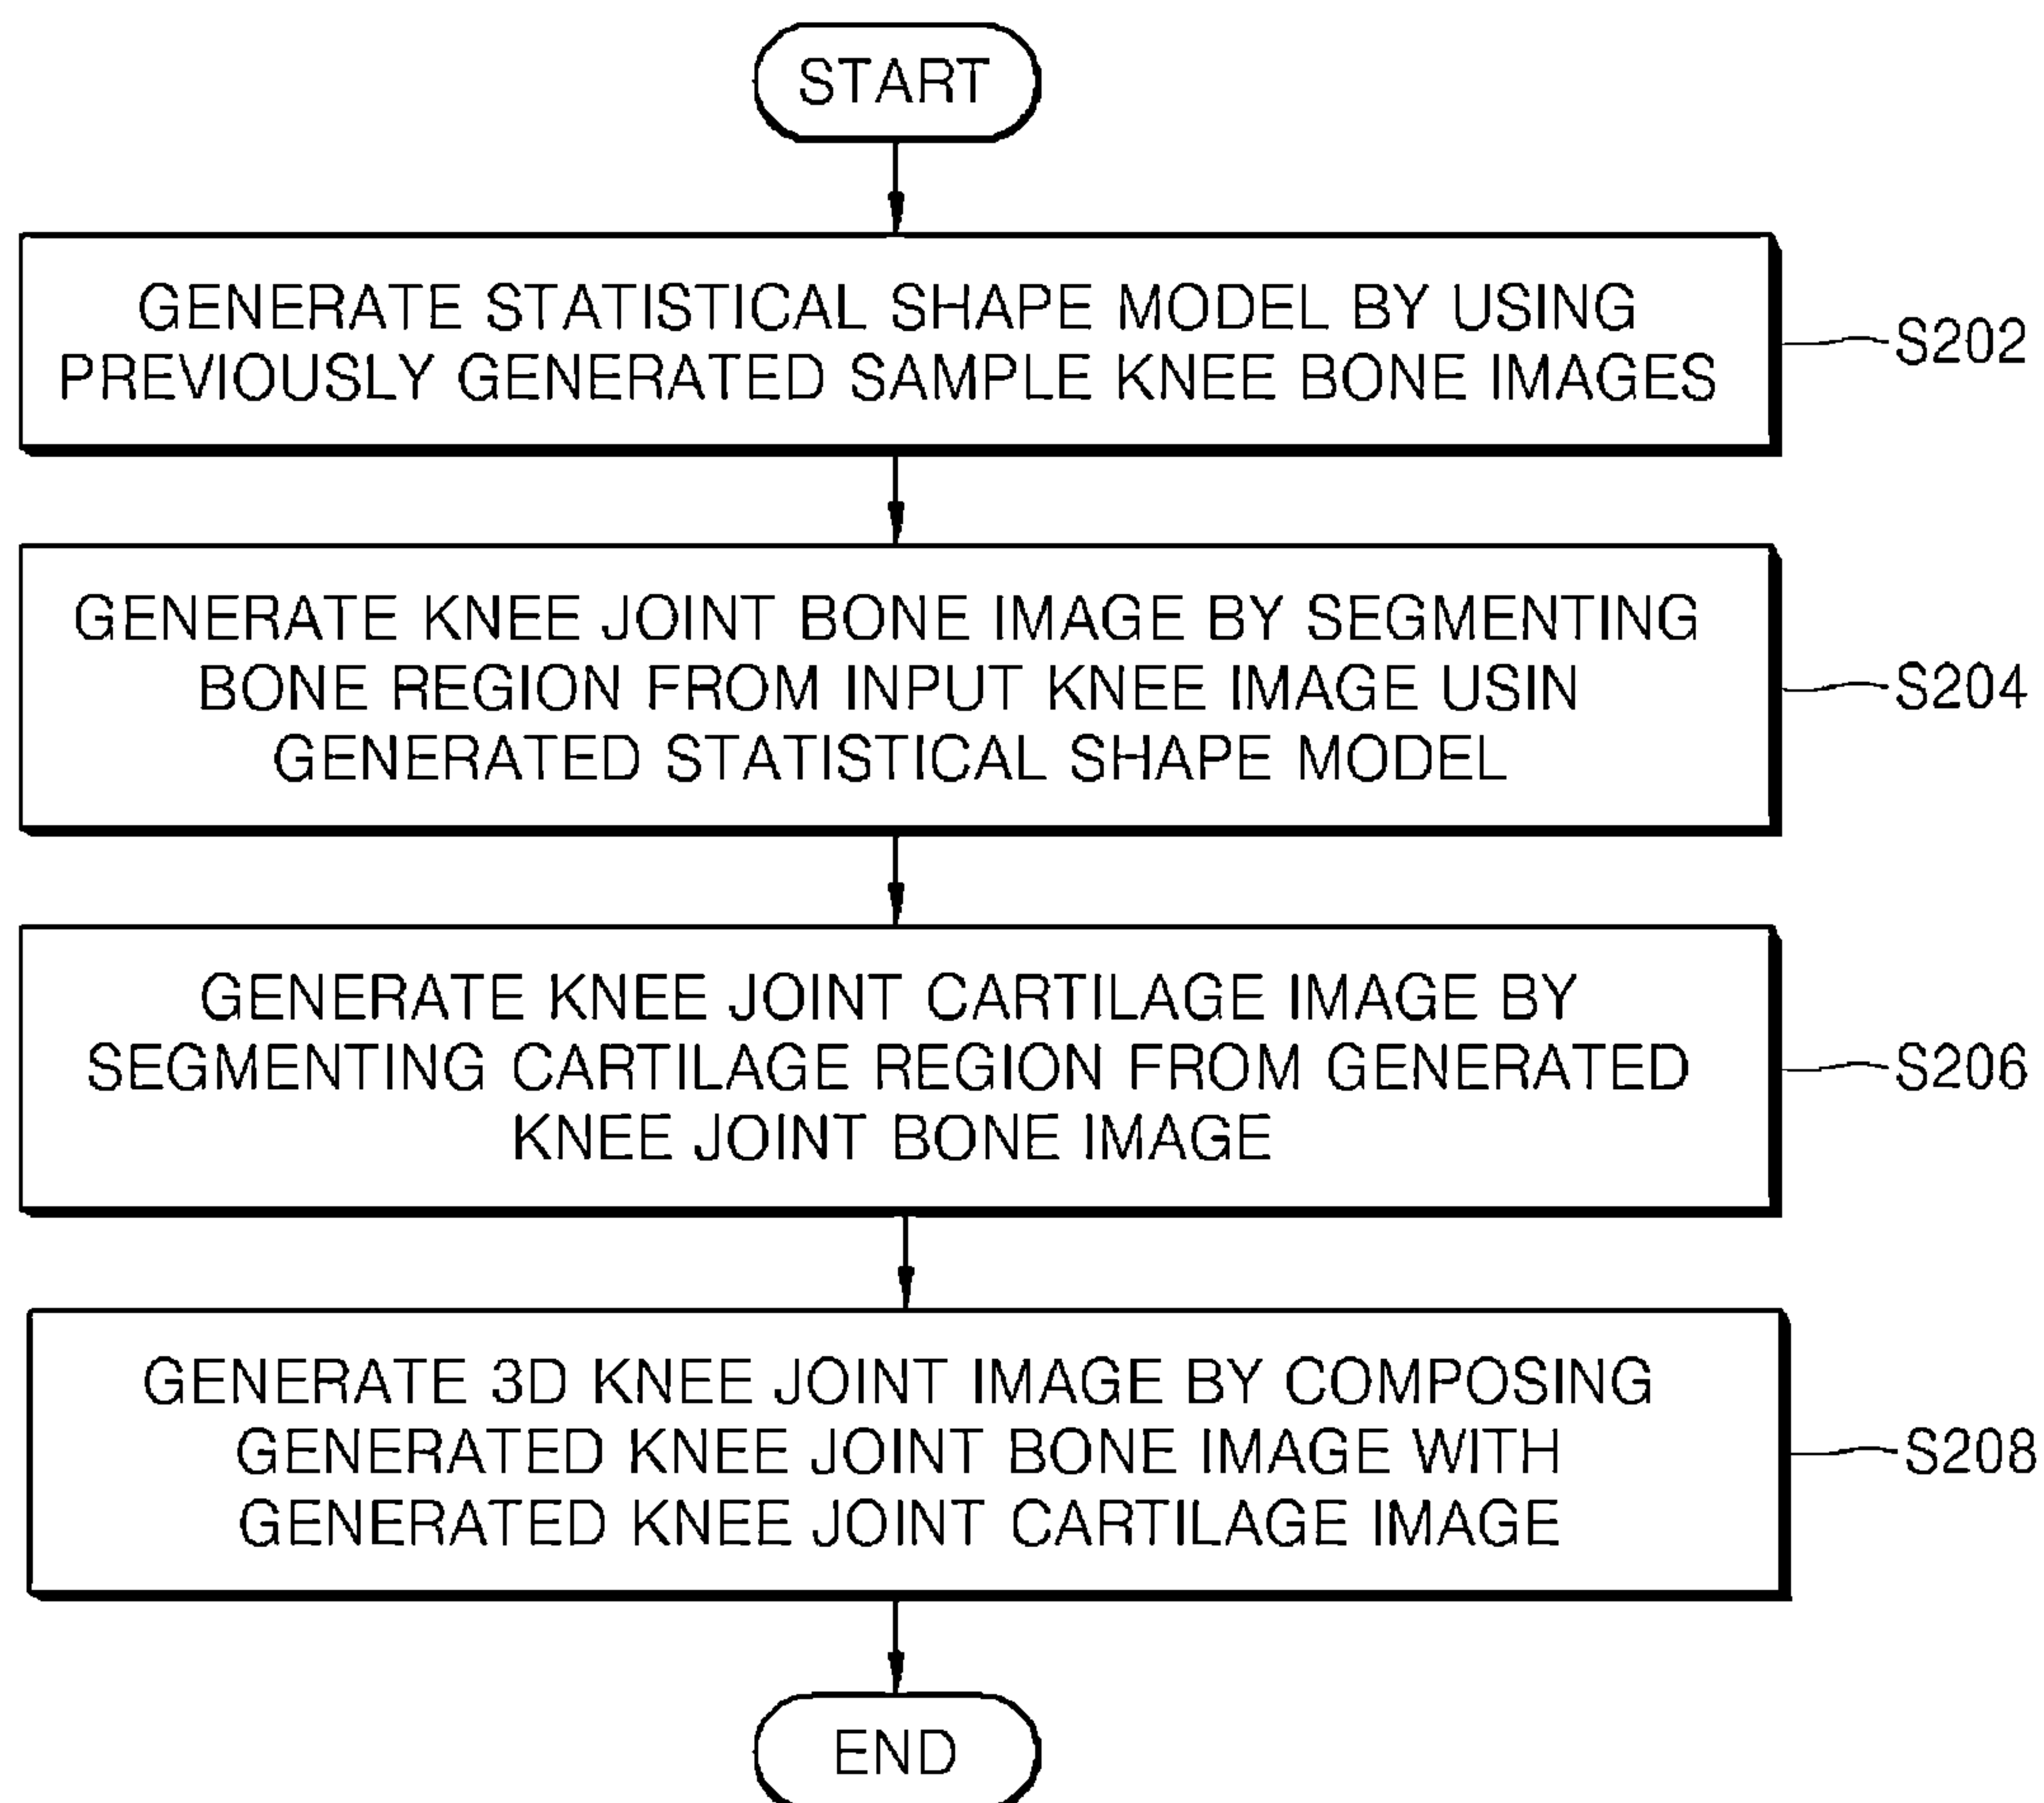 START
GENERATE STATISTICAL SHAPE MODEL BY USING
PREVIOUSLY GENERATED SAMPLE KNEE BONE IMAGES
S202
GENERATE KNEE JOINT BONE IMAGE BY SEGMENTING
BONE REGION FROM INPUT KNEE IMAGE USIN
GENERATED STATISTICAL SHAPE MODEL
S204
GENERATE KNEE JOINT CARTILAGE IMAGE BY
SEGMENTING CARTILAGE REGION FROM GENERATED
KNEE JOINT BONE IMAGE
S206
GENERATE 3D KNEE JOINT IMAGE BY COMPOSING
GENERATED KNEE JOINT BONE IMAGE WITH
GENERATED KNEE JOINT CARTILAGE IMAGE
S208
END